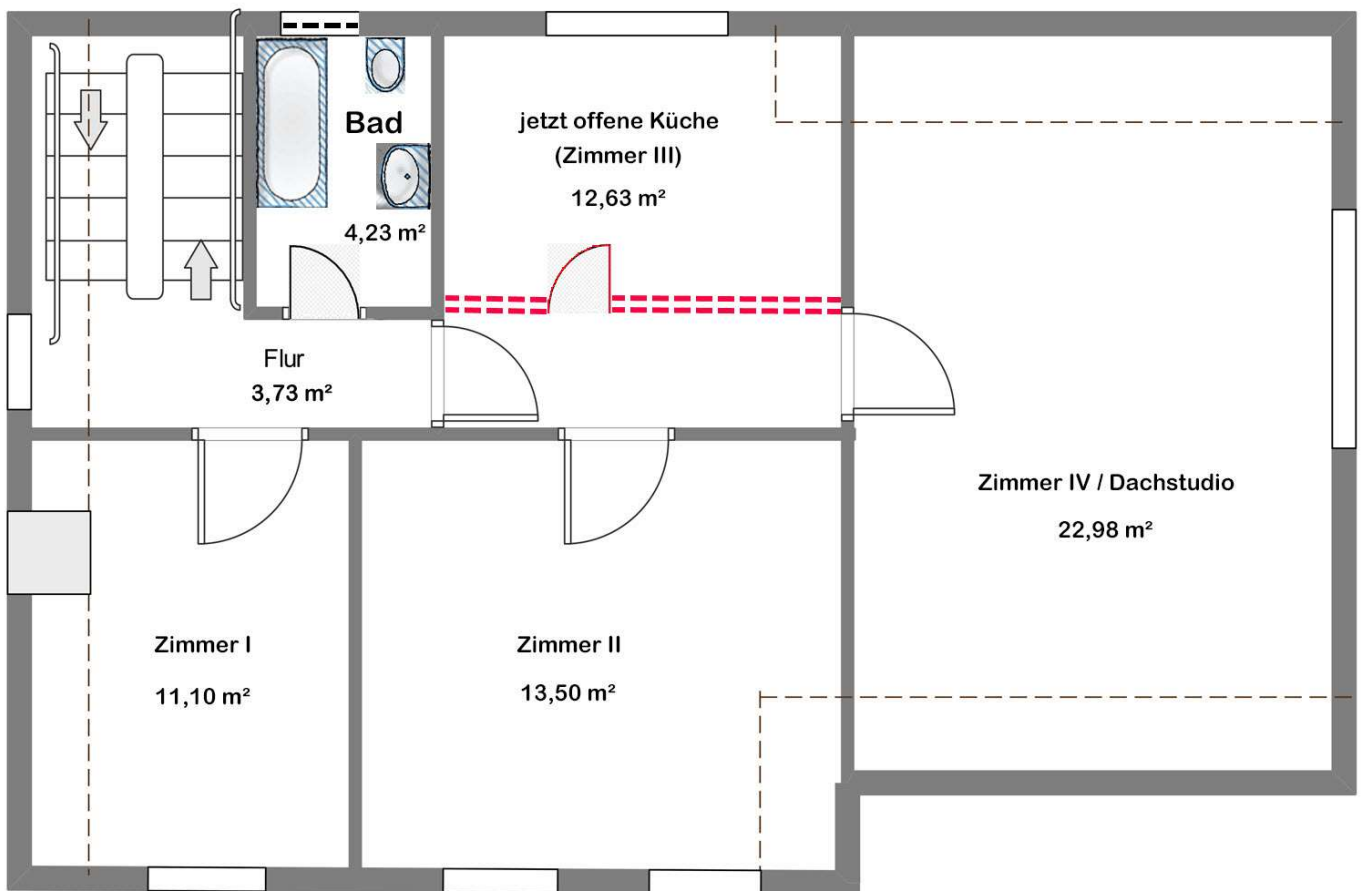 Bad
4,23 m²
jetzt offene Küche
(Zimmer III)
12,63 m²
Flur
3,73 m²
Zimmer IV / Dachstudio
22,98 m²
Zimmer I
11,10 m²
Zimmer II
13,50 m²